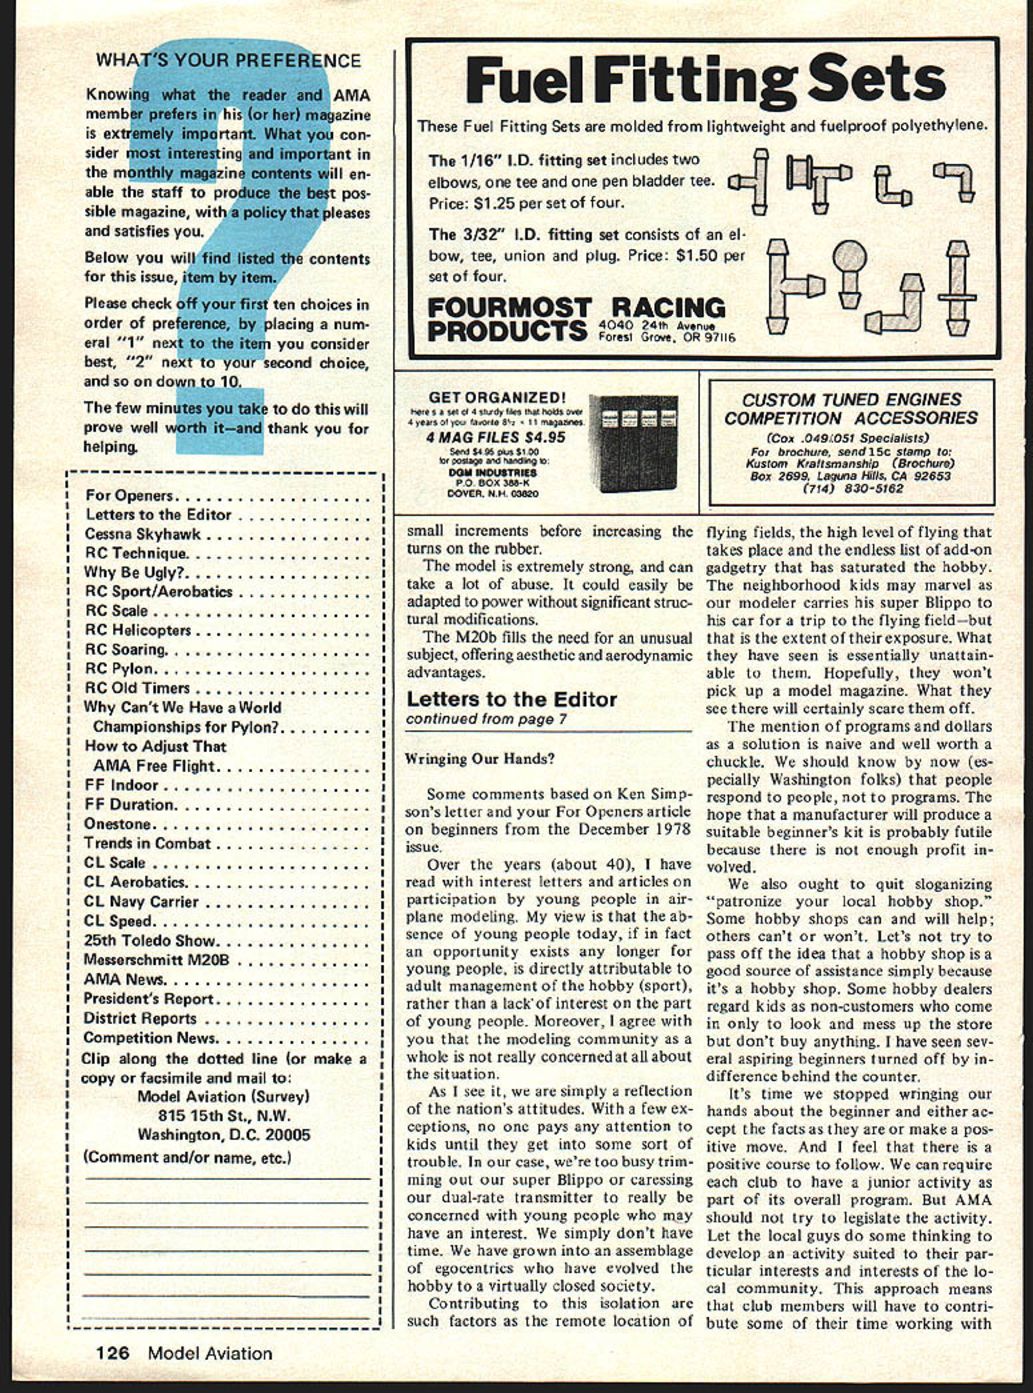 WHAT'S YOUR PREFERENCE
Knowing what the reader and AMA
member prefers in his (or her) magazine
is extremely important. What you con-
sider most interesting and important in
the monthly magazine contents will en-
able the staff to produce the best pos-
sible magazine, with a policy that pleases
and satisfies you.
Below you will find listed the contents
for this issue, item by item.
Please check off your first ten choices in
order of preference, by placing a num-
eral "1" next to the item you consider
best, "2" next to your second choice,
and so on down to 10.
The few minutes you take to do this will
prove well worth it—and thank you for
helping.
For Openers. . . . . . . . . . . . . . . . . .
Letters to the Editor . . . . . . . . . . . .
Cessna Skyhawk . . . . . . . . . . . . . . .
RC Technique. . . . . . . . . . . . . . . . .
Why Be Ugly?. . . . . . . . . . . . . . . . .
RC Sport/Aerobatics . . . . . . . . . . . .
RC Scale . . . . . . . . . . . . . . . . . . . .
RC Helicopters . . . . . . . . . . . . . . . .
RC Soaring. . . . . . . . . . . . . . . . . . .
RC Pylon. . . . . . . . . . . . . . . . . . . .
RC Old Timers . . . . . . . . . . . . . . . .
Why Can't We Have a World
Championships for Pylon?. . . . . . . .
How to Adjust That
AMA Free Flight. . . . . . . . . . . . . .
FF Indoor . . . . . . . . . . . . . . . . . . .
FF Duration. . . . . . . . . . . . . . . . . .
Onestone. . . . . . . . . . . . . . . . . . . .
Trends in Combat . . . . . . . . . . . . . .
CL Scale . . . . . . . . . . . . . . . . . . . .
CL Aerobatics. . . . . . . . . . . . . . . . .
CL Navy Carrier . . . . . . . . . . . . . . .
CL Speed. . . . . . . . . . . . . . . . . . . .
25th Toledo Show. . . . . . . . . . . . . .
Messerschmitt M20B . . . . . . . . . . . .
AMA News. . . . . . . . . . . . . . . . . . .
President's Report. . . . . . . . . . . . . .
District Reports . . . . . . . . . . . . . . .
Competition News. . . . . . . . . . . . . .
Clip along the dotted line (or make a
copy or facsimile and mail to:
Model Aviation (Survey)
815 15th St., N.W.
Washington, D.C. 20005
(Comment and/or name, etc.)
Fuel Fitting Sets
These Fuel Fitting Sets are molded from lightweight and fuelproof polyethylene.
The 1/16" I.D. fitting set includes two
elbows, one tee and one pen bladder tee.
Price: $1.25 per set of four.
The 3/32" I.D. fitting set consists of an el-
bow, tee, union and plug. Price: $1.50 per
set of four.
FOURMOST RACING
PRODUCTS 4040 24th Avenue
Forest Grove, OR 97116
GET ORGANIZED!
Here s a set of 4 sturdy files that holds over
4 years of your favorite 8½ × 11 magazines.
4 MAG FILES $4.95
Send $4.95 plus $1.00
for postage and handling to:
DGM INDUSTRIES
P.O. BOX 388-K
DOVER, N.H. 03820
CUSTOM TUNED ENGINES
COMPETITION ACCESSORIES
(Cox .049/.051 Specialists)
For brochure, send 15c stamp to:
Kustom Kraftsmanship (Brochure)
Box 2699, Laguna Hills, CA 92653
(714) 830-5162
small increments before increasing the
turns on the rubber.
The model is extremely strong, and can
take a lot of abuse. It could easily be
adapted to power without significant struc-
tural modifications.
The M20b fills the need for an unusual
subject, offering aesthetic and aerodynamic
advantages.
Letters to the Editor
continued from page 7
Wringing Our Hands?
Some comments based on Ken Simp-
son's letter and your For Openers article
on beginners from the December 1978
issue.
Over the years (about 40), I have
read with interest letters and articles on
participation by young people in air-
plane modeling. My view is that the ab-
sence of young people today, if in fact
an opportunity exists any longer for
young people, is directly attributable to
adult management of the hobby (sport),
rather than a lack of interest on the part
of young people. Moreover, I agree with
you that the modeling community as a
whole is not really concerned at all about
the situation.
As I see it, we are simply a reflection
of the nation's attitudes. With a few ex-
ceptions, no one pays any attention to
kids until they get into some sort of
trouble. In our case, we're too busy trim-
ming out our super Blippo or caressing
our dual-rate transmitter to really be
concerned with young people who may
have an interest. We simply don't have
time. We have grown into an assemblage
of egocentrics who have evolved the
hobby to a virtually closed society.
Contributing to this isolation are
such factors as the remote location of
flying fields, the high level of flying that
takes place and the endless list of add-on
gadgetry that has saturated the hobby.
The neighborhood kids may marvel as
our modeler carries his super Blippo to
his car for a trip to the flying field—but
that is the extent of their exposure. What
they have seen is essentially unattain-
able to them. Hopefully, they won't
pick up a model magazine. What they
see there will certainly scare them off.
The mention of programs and dollars
as a solution is naive and well worth a
chuckle. We should know by now (es-
pecially Washington folks) that people
respond to people, not to programs. The
hope that a manufacturer will produce a
suitable beginner's kit is probably futile
because there is not enough profit in-
volved.
We also ought to quit sloganizing
"patronize your local hobby shop."
Some hobby shops can and will help;
others can't or won't. Let's not try to
pass off the idea that a hobby shop is a
good source of assistance simply because
it's a hobby shop. Some hobby dealers
regard kids as non-customers who come
in only to look and mess up the store
but don't buy anything. I have seen sev-
eral aspiring beginners turned off by in-
difference behind the counter.
It's time we stopped wringing our
hands about the beginner and either ac-
cept the facts as they are or make a pos-
itive move. And I feel that there is a
positive course to follow. We can require
each club to have a junior activity as
part of its overall program. But AMA
should not try to legislate the activity.
Let the local guys do some thinking to
develop an activity suited to their par-
ticular interests and interests of the lo-
cal community. This approach means
that club members will have to contri-
bute some of their time working with
126 Model Aviation